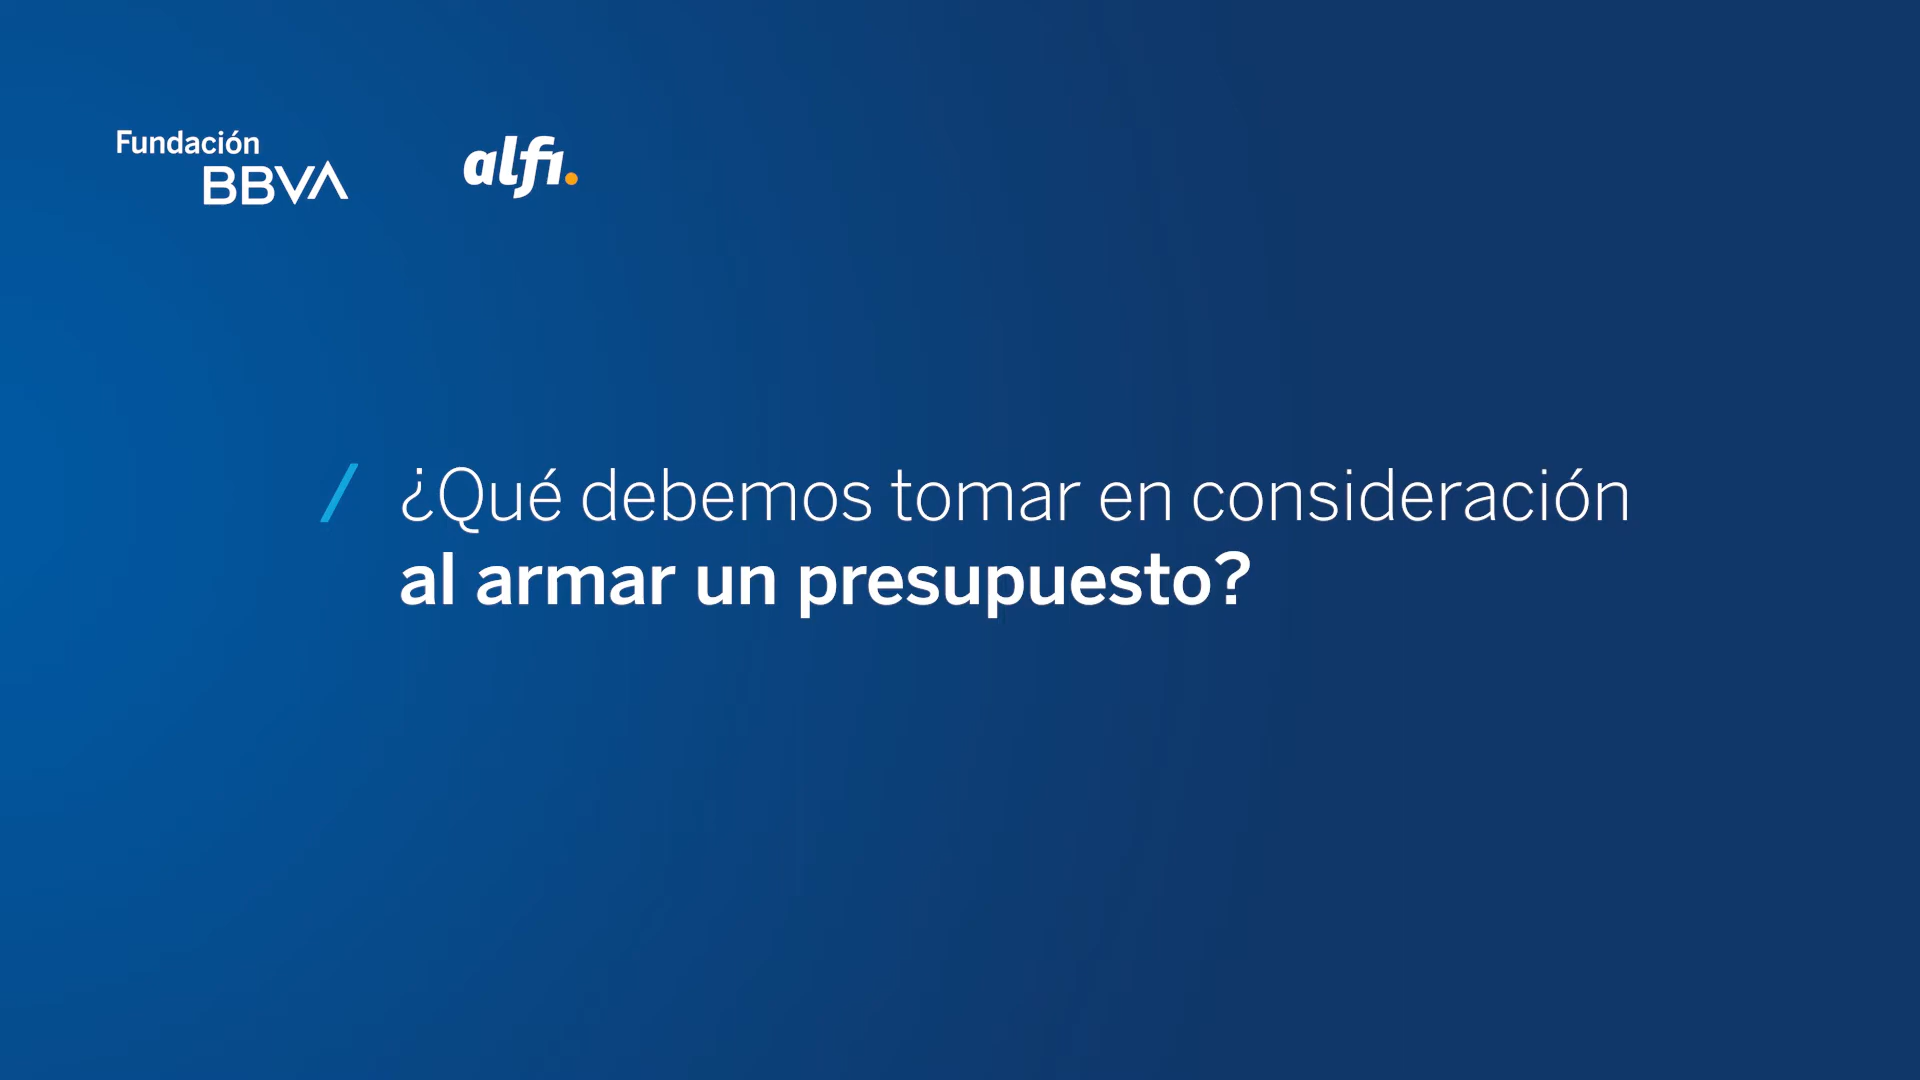 Fundación
BBVA
alfi.
/ ¿Qué debemos tomar en consideración
al armar un presupuesto?